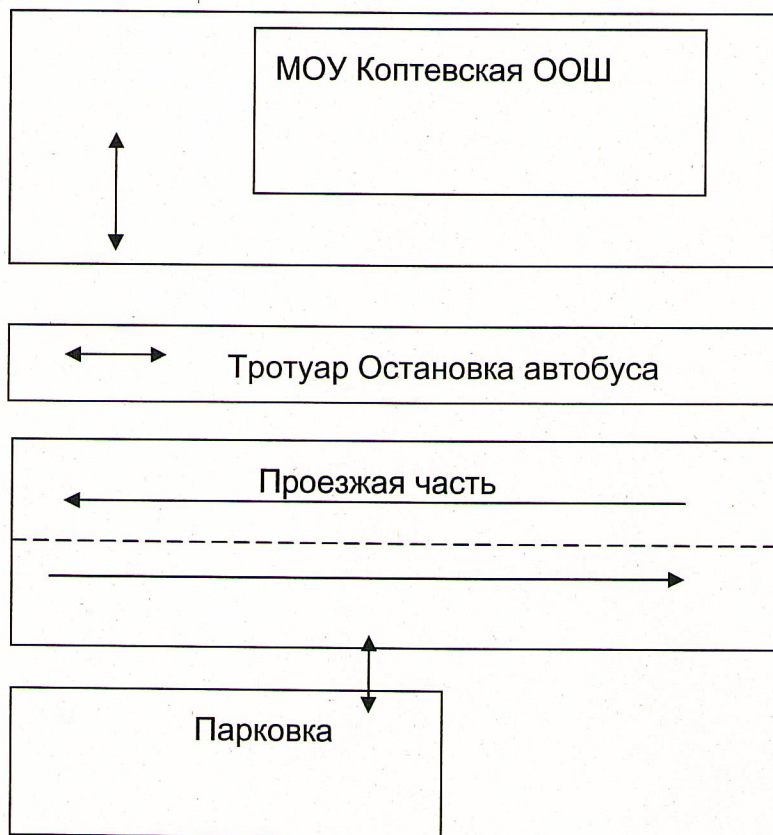 МОУ Коптевская ООШ
Тротуар Остановка автобуса
Проезжая часть
Парковка